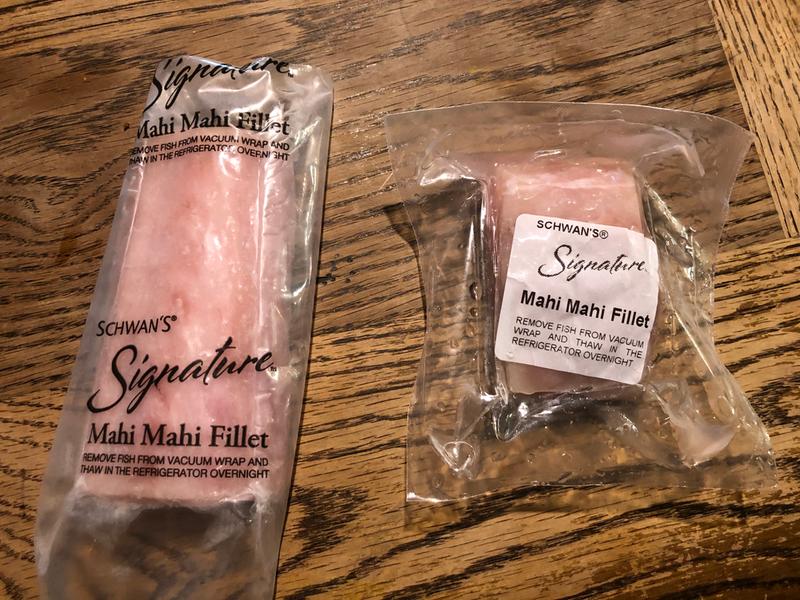 Signature
Mahi Mahi Fillet
REMOVE FISH FROM VACUUM WRAP AND
THAW IN THE REFRIGERATOR OVERNIGHT
SCHWAN'S®
Signature
Mahi Mahi Fillet
REMOVE FISH FROM VACUUM WRAP AND
THAW IN THE REFRIGERATOR OVERNIGHT
SCHWAN'S®
Signature
Mahi Mahi Fillet
REMOVE FISH FROM VACUUM
WRAP AND THAW IN THE
REFRIGERATOR OVERNIGHT